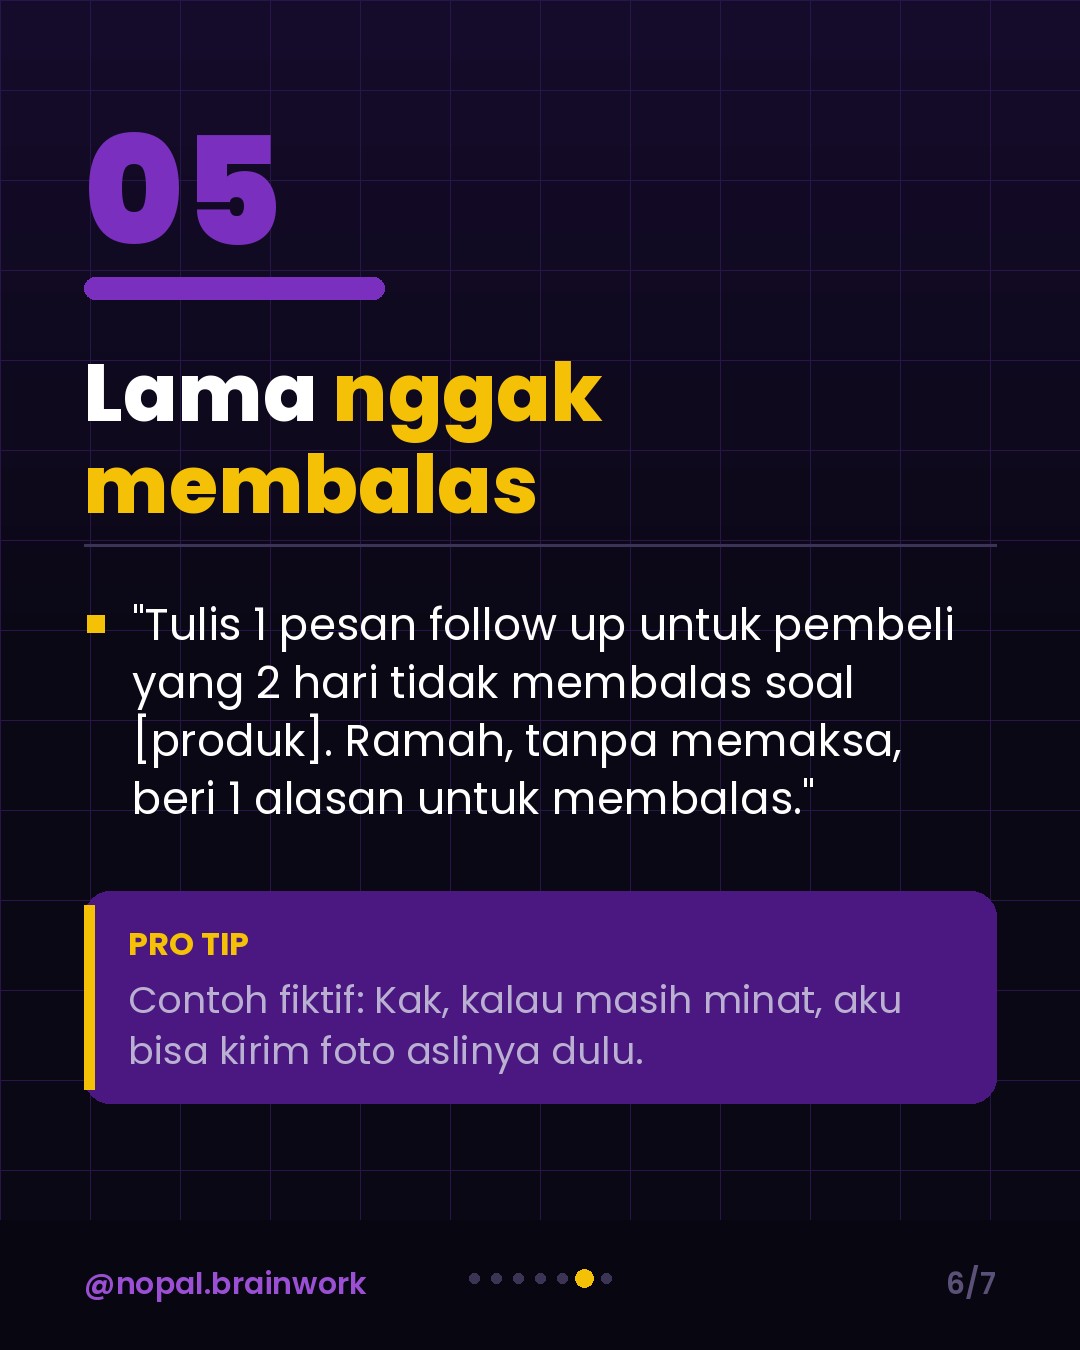 05
Lama nggak
membalas
"Tulis 1 pesan follow up untuk pembeli
yang 2 hari tidak membalas soal
[produk]. Ramah, tanpa memaksa,
beri 1 alasan untuk membalas."
PRO TIP
Contoh fiktif: Kak, kalau masih minat, aku
bisa kirim foto aslinya dulu.
@nopal.brainwork
6/7